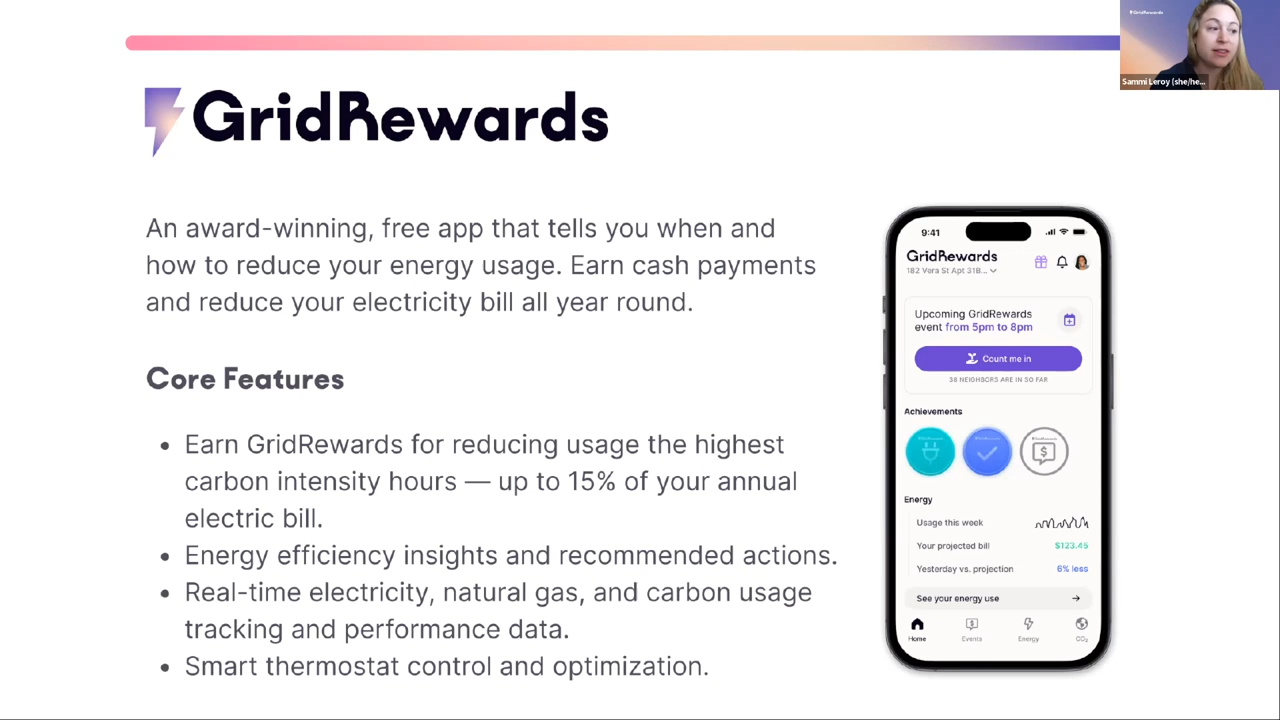 GridRewards
Sammi Leroy (she/he...
GridRewards
An award-winning, free app that tells you when and
how to reduce your energy usage. Earn cash payments
and reduce your electricity bill all year round.
Core Features
• Earn GridRewards for reducing usage the highest
carbon intensity hours — up to 15% of your annual
electric bill.
• Energy efficiency insights and recommended actions.
• Real-time electricity, natural gas, and carbon usage
tracking and performance data.
• Smart thermostat control and optimization.
9:41
GridRewards
182 Vera St Apt 31B...
Upcoming GridRewards
event from 5pm to 8pm
Count me in
38 NEIGHBORS ARE IN SO FAR
Achievements
Energy
Usage this week
Your projected bill $123.45
Yesterday vs. projection 6% less
See your energy use →
Home Events Energy CO₂